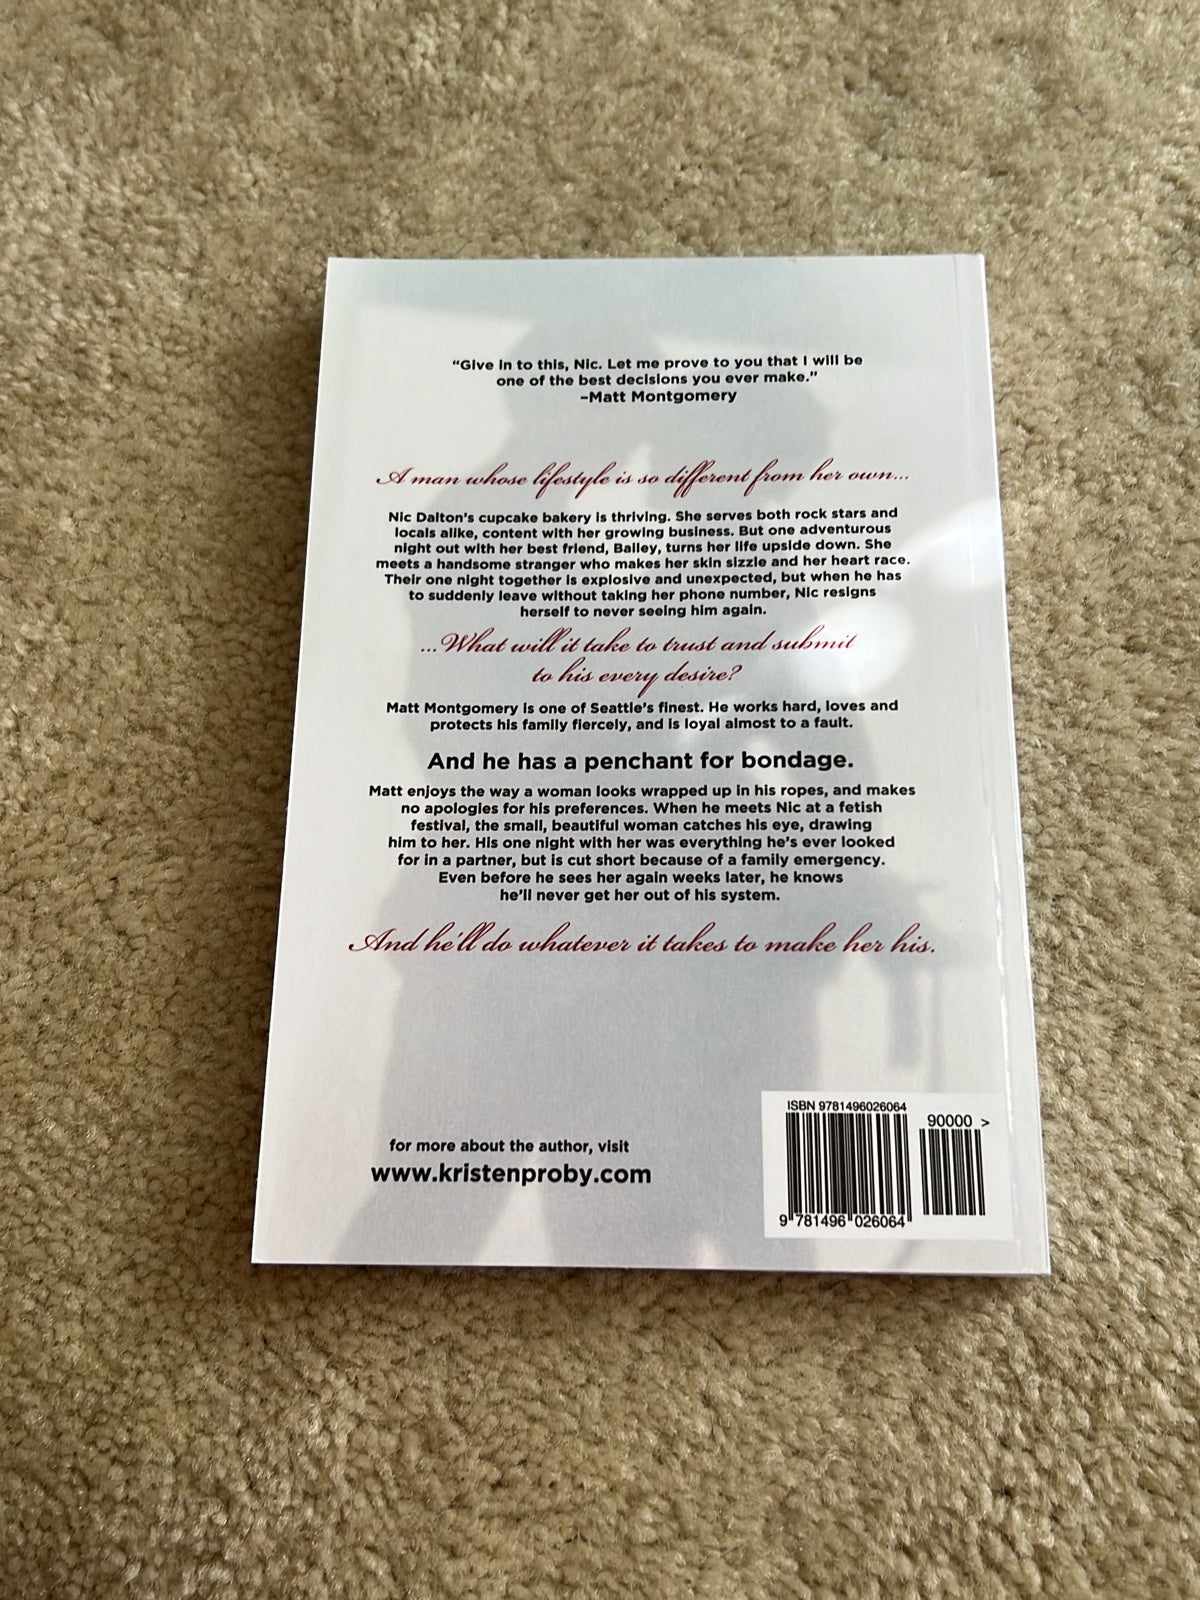 “Give in to this, Nic. Let me prove to you that I will be
one of the best decisions you ever make.”
–Matt Montgomery
A man whose lifestyle is so different from her own...
Nic Dalton’s cupcake bakery is thriving. She serves both rock stars and
locals alike, content with her growing business. But one adventurous
night out with her best friend, Bailey, turns her life upside down. She
meets a handsome stranger who makes her skin sizzle and her heart race.
Their one night together is explosive and unexpected, but when he has
to suddenly leave without taking her phone number, Nic resigns
herself to never seeing him again.
...What will it take to trust and submit
to his every desire?
Matt Montgomery is one of Seattle’s finest. He works hard, loves and
protects his family fiercely, and is loyal almost to a fault.
And he has a penchant for bondage.
Matt enjoys the way a woman looks wrapped up in his ropes, and makes
no apologies for his preferences. When he meets Nic at a fetish
festival, the small, beautiful woman catches his eye, drawing
him to her. His one night with her was everything he’s ever looked
for in a partner, but is cut short because of a family emergency.
Even before he sees her again weeks later, he knows
he’ll never get her out of his system.
And he’ll do whatever it takes to make her his.
for more about the author, visit
www.kristenproby.com
ISBN 9781496026064
90000 >
9 781496 026064